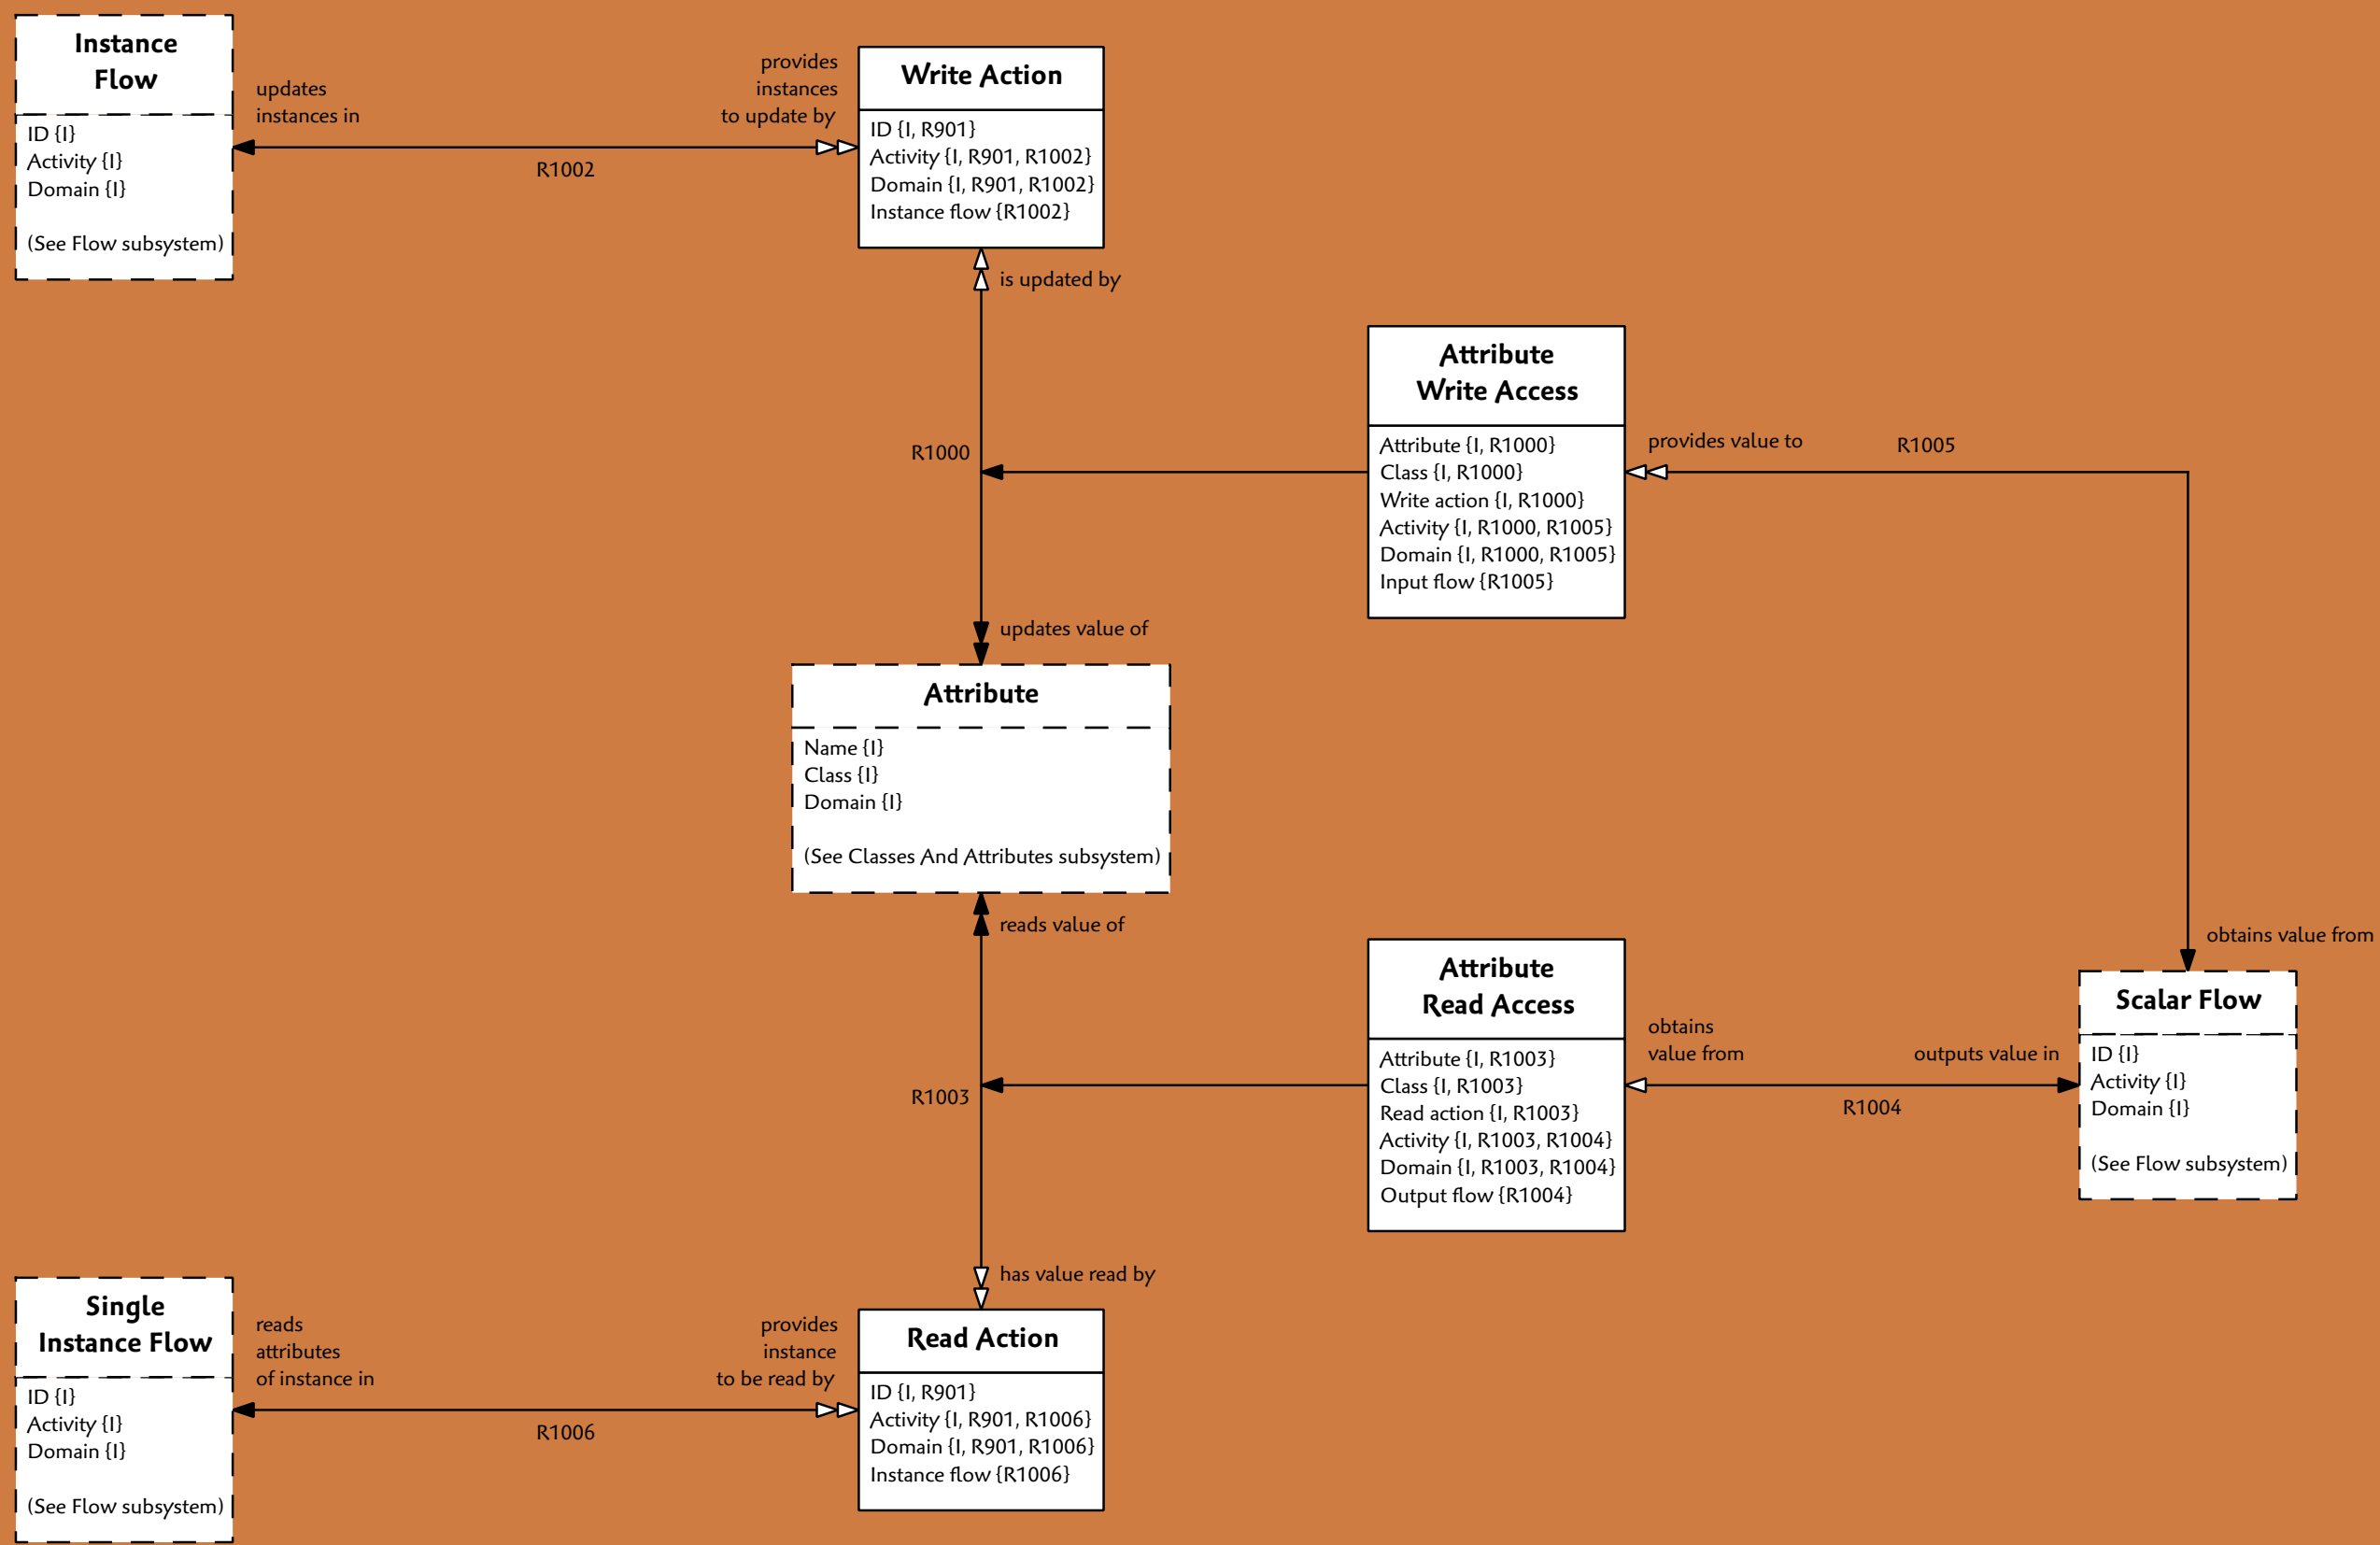 Instance
Flow
ID {I}
Activity {I}
Domain {I}
(See Flow subsystem)
updates
instances in
R1002
provides
instances
to update by
Write Action
ID {I, R901}
Activity {I, R901, R1002}
Domain {I, R901, R1002}
Instance flow {R1002}
is updated by
R1000
updates value of
Attribute
Write Access
Attribute {I, R1000}
Class {I, R1000}
Write action {I, R1000}
Activity {I, R1000, R1005}
Domain {I, R1000, R1005}
Input flow {R1005}
provides value to
R1005
obtains value from
Attribute
Name {I}
Class {I}
Domain {I}
(See Classes And Attributes subsystem)
reads value of
R1003
has value read by
Attribute
Read Access
Attribute {I, R1003}
Class {I, R1003}
Read action {I, R1003}
Activity {I, R1003, R1004}
Domain {I, R1003, R1004}
Output flow {R1004}
obtains
value from
outputs value in
R1004
Scalar Flow
ID {I}
Activity {I}
Domain {I}
(See Flow subsystem)
Single
Instance Flow
ID {I}
Activity {I}
Domain {I}
(See Flow subsystem)
reads
attributes
of instance in
R1006
provides
instance
to be read by
Read Action
ID {I, R901}
Activity {I, R901, R1006}
Domain {I, R901, R1006}
Instance flow {R1006}